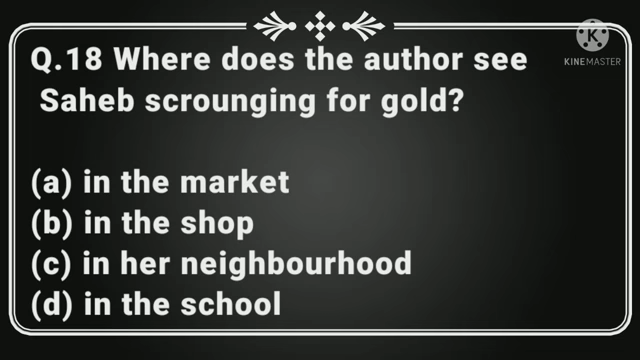 Q.18 Where does the author see
Saheb scrounging for gold?
(a) in the market
(b) in the shop
(c) in her neighbourhood
(d) in the school
K
KINEMASTER